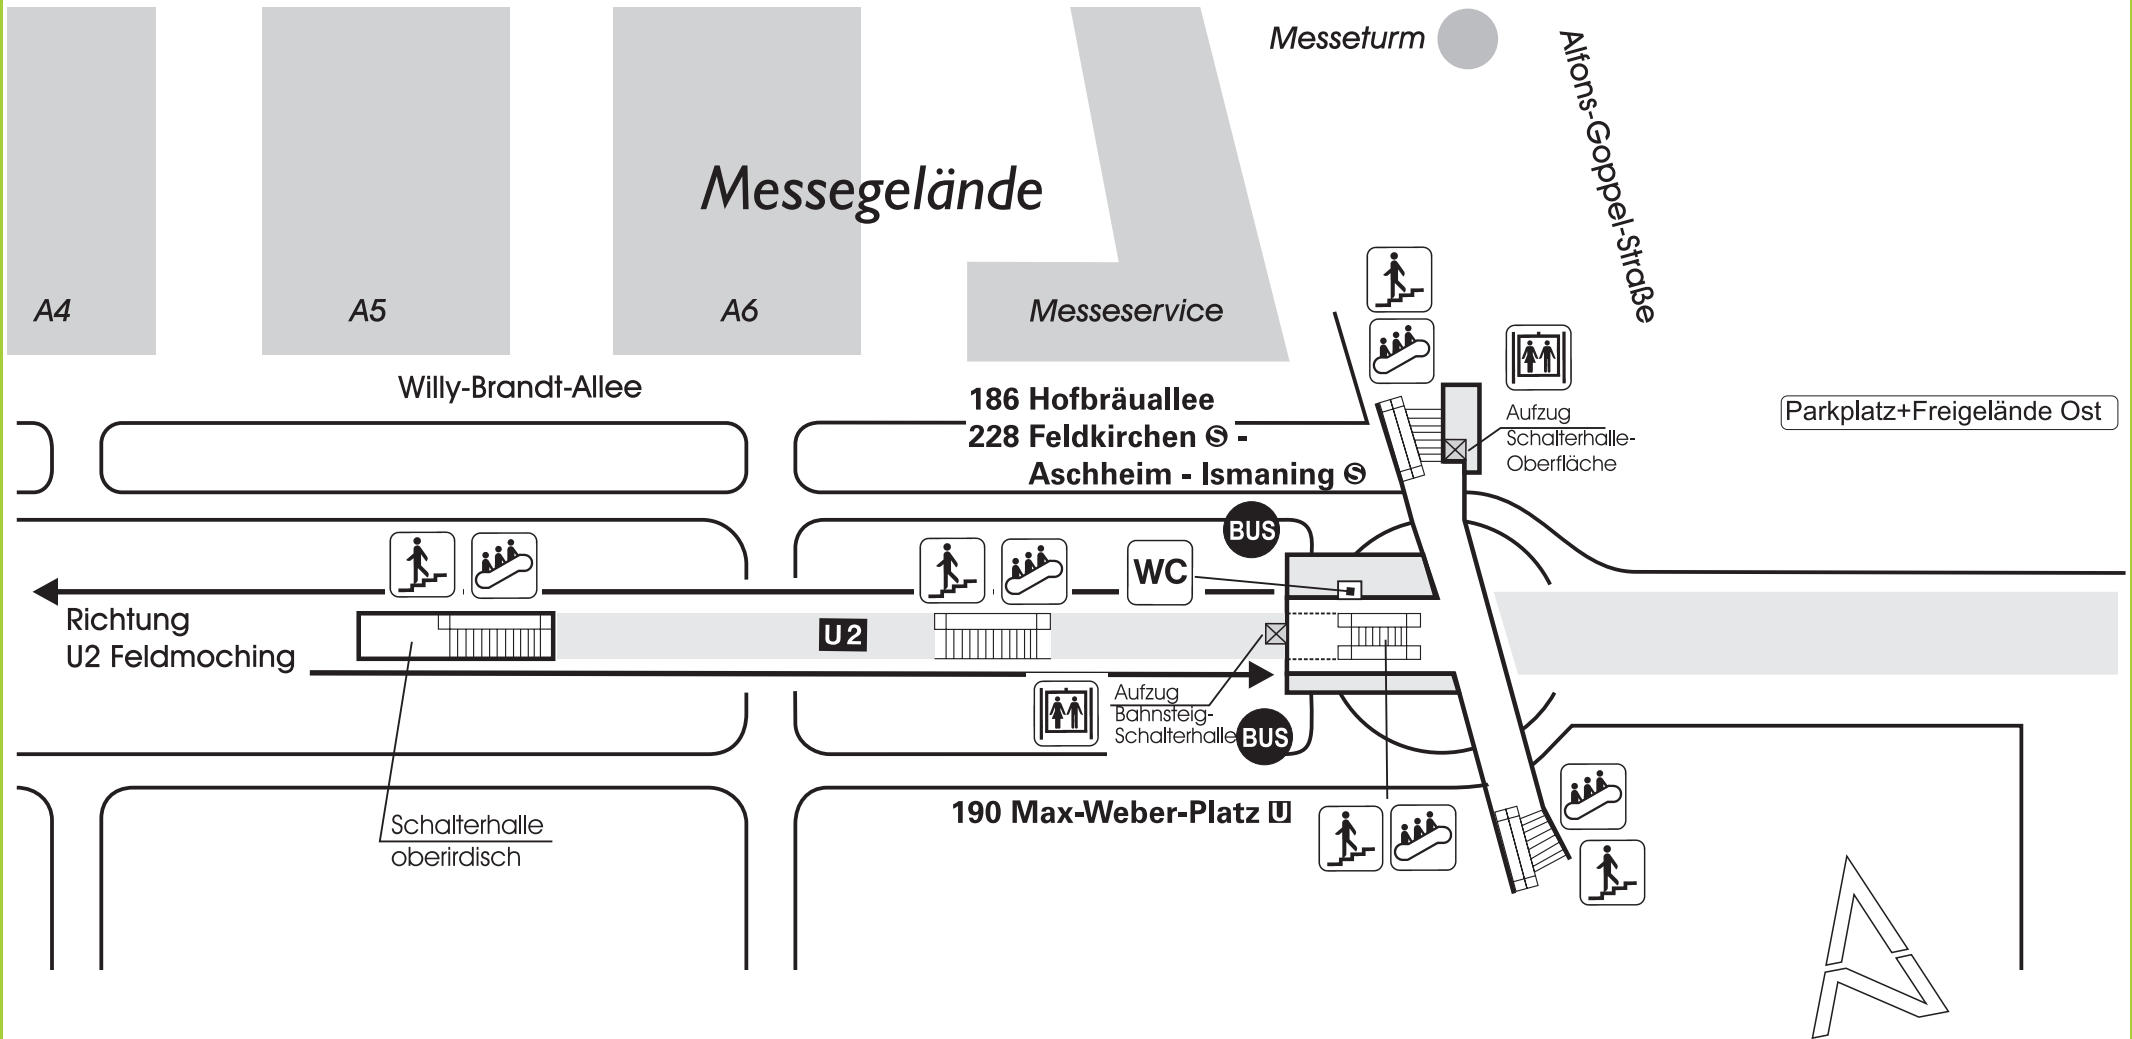 Messeturm
Alfons-Goppel-Straße
Messegelände
A4
A5
A6
Messeservice
Willy-Brandt-Allee
186 Hofbräuallee
228 Feldkirchen S -
Aschheim - Ismaning S
Aufzug
Schalterhalle-
Oberfläche
Parkplatz+Freigelände Ost
BUS
WC
Richtung
U2 Feldmoching
U2
Aufzug
Bahnsteig-
Schalterhalle
BUS
190 Max-Weber-Platz U
Schalterhalle
oberirdisch